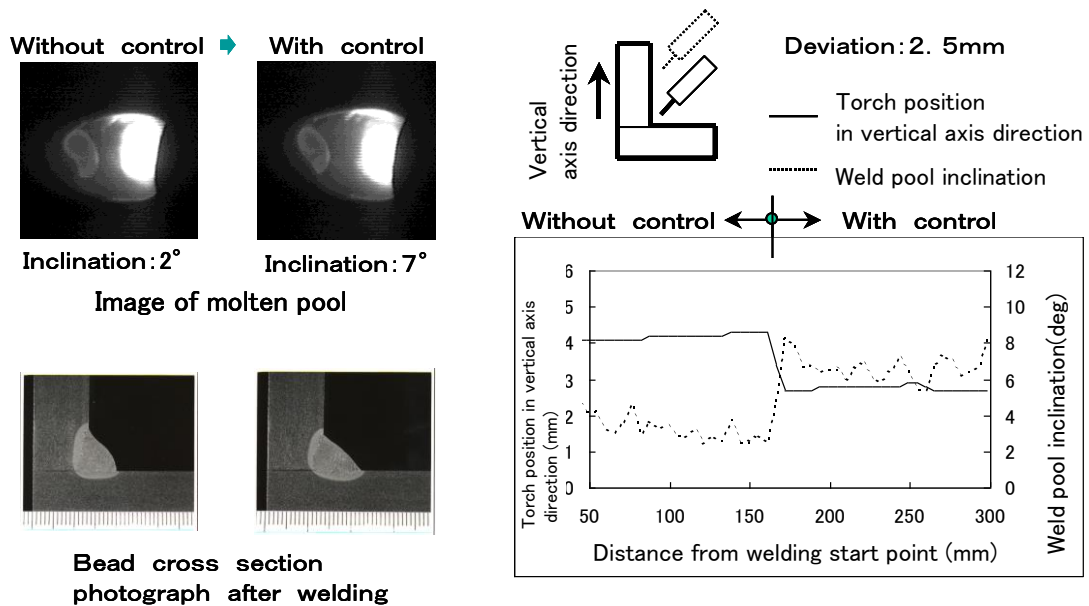 Without control
With control
Inclination:2°
Inclination:7°
Image of molten pool
Bead cross section
photograph after welding
Vertical
axis direction
Deviation:2. 5mm
Torch position
in vertical axis direction
Weld pool inclination
Without control
With control
Torch position in vertical axis
direction (mm)
6
5
4
3
2
1
0
12
10
8
6
4
2
0
Weld pool inclination(deg)
50 100 150 200 250 300
Distance from welding start point (mm)